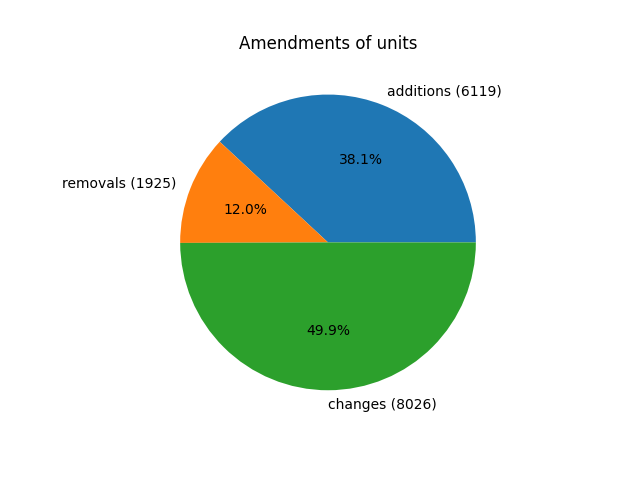 Amendments of units
additions (6119)
38.1%
removals (1925)
12.0%
49.9%
changes (8026)